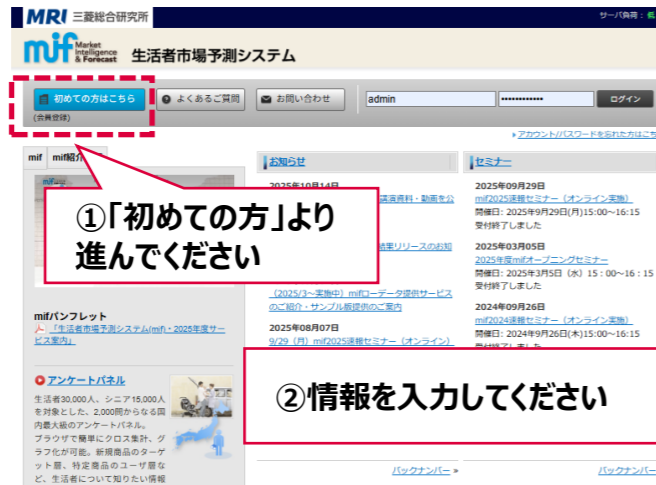 MRI 三菱総合研究所
サーバ負荷：低
mif Market Intelligence & Forecast 生活者市場予測システム
初めての方はこちら
よくあるご質問
お問い合わせ
admin
••••••••••••
ログイン
(会員登録)
アカウント/パスワードを忘れた方はこち
mif mif紹介
①「初めての方」より
進んでください
mifパンフレット
「生活者市場予測システム(mif)・2025年度サー
ビス案内」
アンケートパネル
生活者30,000人、シニア15,000人
を対象とした、2,000問からなる国
内最大級のアンケートパネル。
ブラウザで簡単にクロス集計、グ
ラフ化が可能。新規商品のターゲ
ット層、特定商品のユーザ層な
ど、生活者について知りたい情報
お知らせ
2025年10月14日
講演資料・動画を公
結果リリースのお知
(2025/3～実施中) mifローデータ提供サービス
のご紹介・サンプル版提供のご案内
2025年08月07日
9/29（月）mif2025速報セミナー（オンライン）
バックナンバー »
セミナー
2025年09月29日
mif2025速報セミナー（オンライン実施）
開催日: 2025年9月29日(月)15:00～16:15
受付終了しました
2025年03月05日
2025年度mifオープニングセミナー
開催日: 2025年3月5日（水）15：00～16：15
受付終了しました
2024年09月26日
mif2024速報セミナー（オンライン実施）
開催日: 2024年9月26日(木)15:00～16:15
受付終了しました
②情報を入力してください
バックナンバー